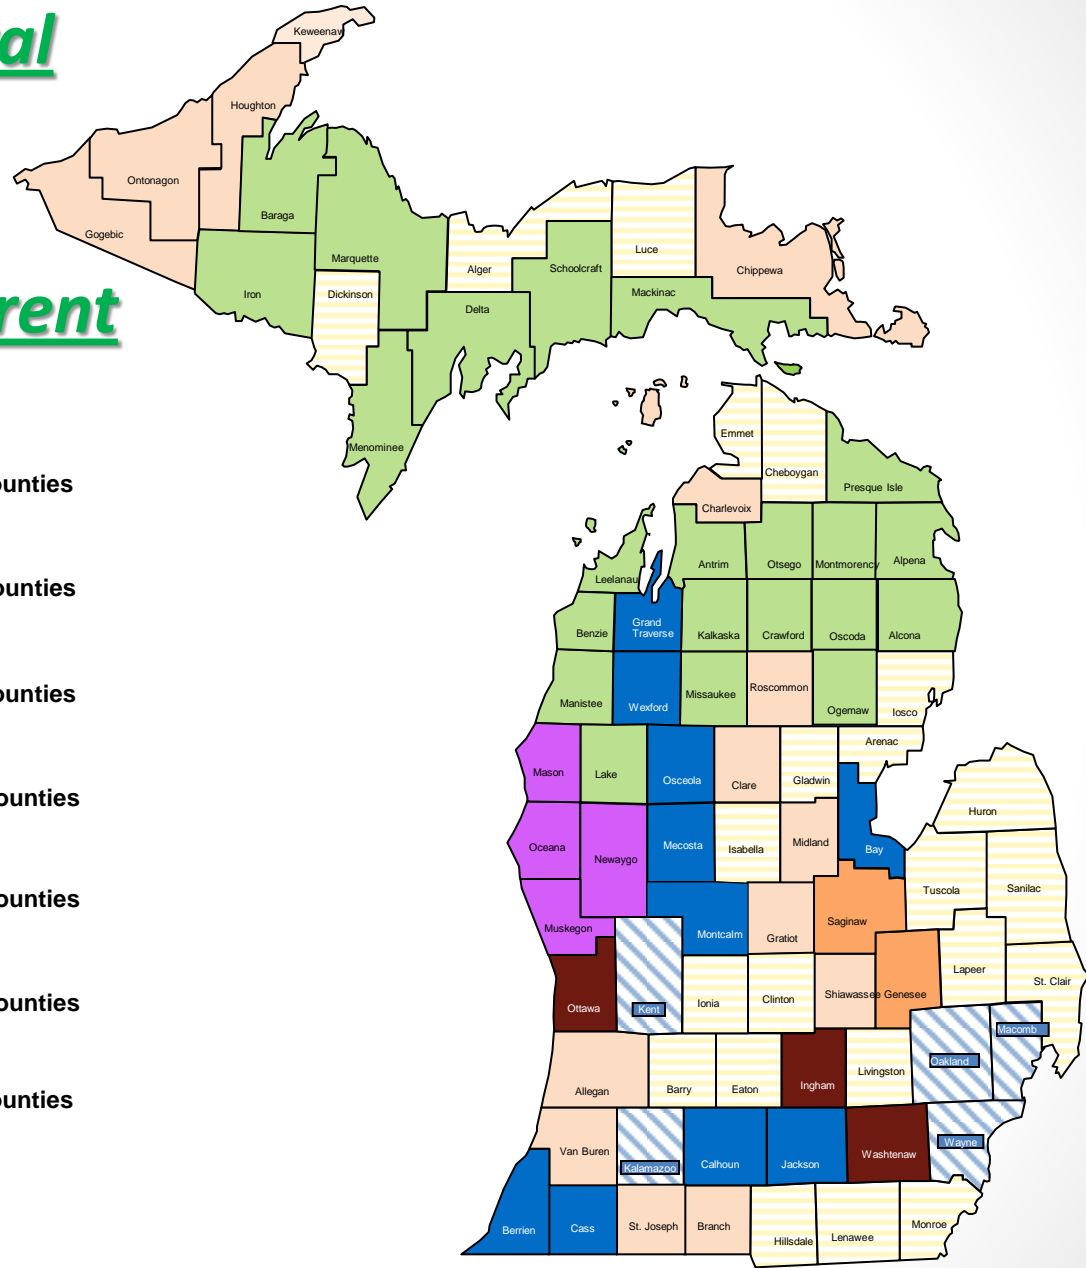 al
rent
ounties
ounties
ounties
ounties
ounties
ounties
ounties
Keweenaw
Houghton
Ontonagon
Gogebic
Baraga
Marquette
Iron
Dickinson
Alger
Luce
Schoolcraft
Chippewa
Mackinac
Delta
Menominee
Emmet
Cheboygan
Presque Isle
Charlevoix
Antrim
Otsego
Montmorency
Alpena
Leelanau
Benzie
Grand
Traverse
Kalkaska
Crawford
Oscoda
Alcona
Manistee
Wexford
Missaukee
Roscommon
Ogemaw
Iosco
Mason
Lake
Osceola
Clare
Gladwin
Arenac
Huron
Oceana
Newaygo
Mecosta
Isabella
Midland
Bay
Tuscola
Sanilac
Muskegon
Montcalm
Gratiot
Saginaw
Lapeer
St. Clair
Ottawa
Kent
Ionia
Clinton
Shiawassee
Genesee
Macomb
Oakland
Allegan
Barry
Eaton
Ingham
Livingston
Van Buren
Kalamazoo
Calhoun
Jackson
Washtenaw
Wayne
Berrien
Cass
St. Joseph
Branch
Hillsdale
Lenawee
Monroe